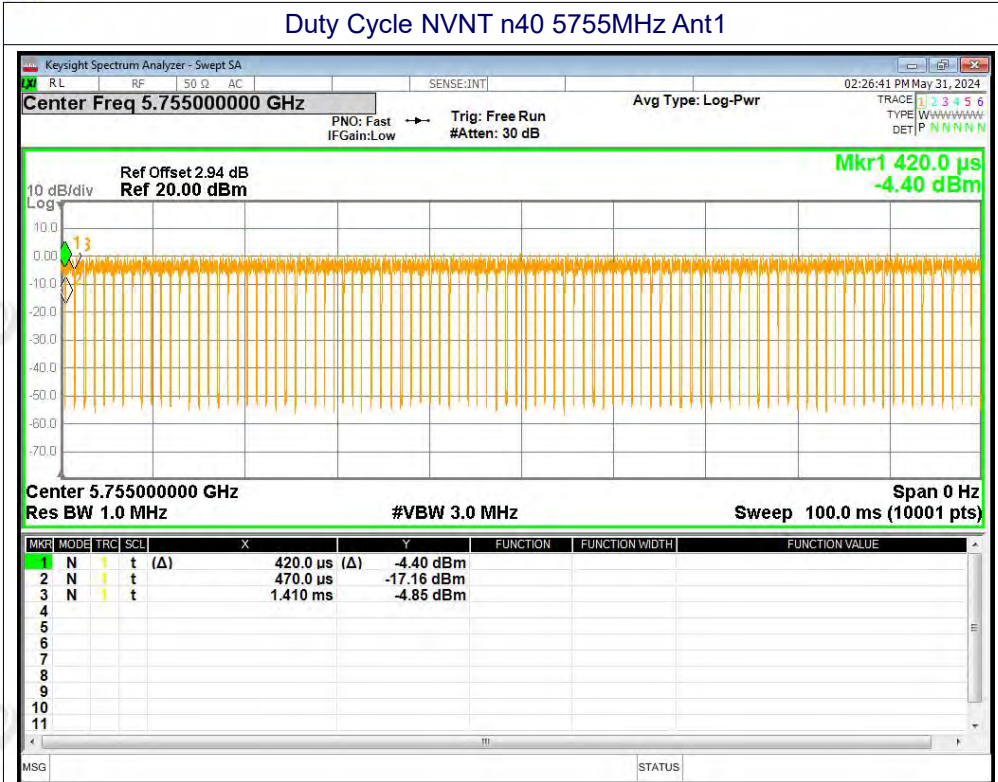 Duty Cycle NVNT n40 5755MHz Ant1
Keysight Spectrum Analyzer - Swept SA
LXI RL RF 50 Ω AC SENSE:INT 02:26:41 PM May 31, 2024
Center Freq 5.755000000 GHz Avg Type: Log-Pwr TRACE 1 2 3 4 5 6
PNO: Fast Trig: Free Run TYPE WWWWWWW
IFGain:Low #Atten: 30 dB DET P N N N N N
Mkr1 420.0 µs
Ref Offset 2.94 dB
10 dB/div Ref 20.00 dBm -4.40 dBm
Log
10.0
1 3
0.00
-10.0
-20.0
-30.0
-40.0
-50.0
-60.0
-70.0
Center 5.755000000 GHz Span 0 Hz
Res BW 1.0 MHz #VBW 3.0 MHz Sweep 100.0 ms (10001 pts)
MKR MODE TRC SCL X Y FUNCTION FUNCTION WIDTH FUNCTION VALUE
1 N 1 t (Δ) 420.0 µs (Δ) -4.40 dBm
2 N 1 t 470.0 µs -17.16 dBm
3 N 1 t 1.410 ms -4.85 dBm
4
5
6
7
8
9
10
11
MSG STATUS